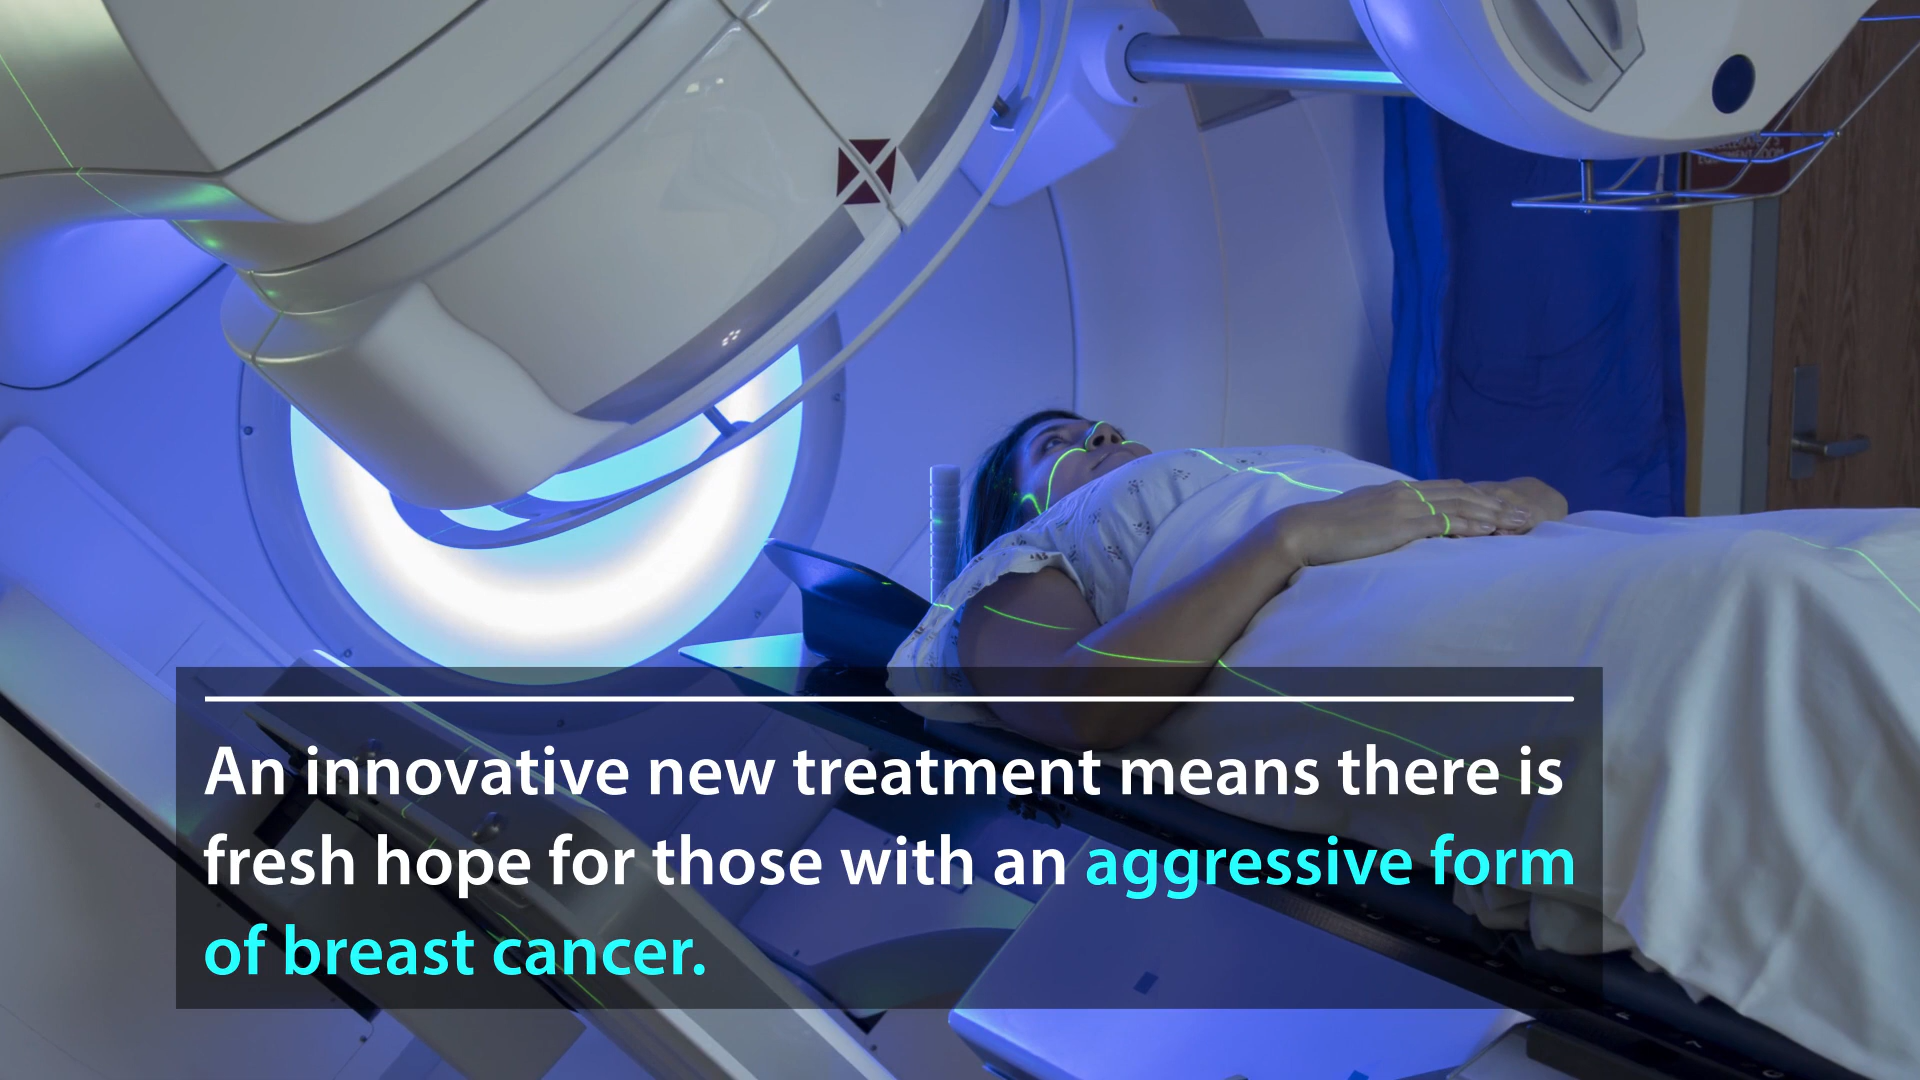 An innovative new treatment means there is
fresh hope for those with an aggressive form
of breast cancer.